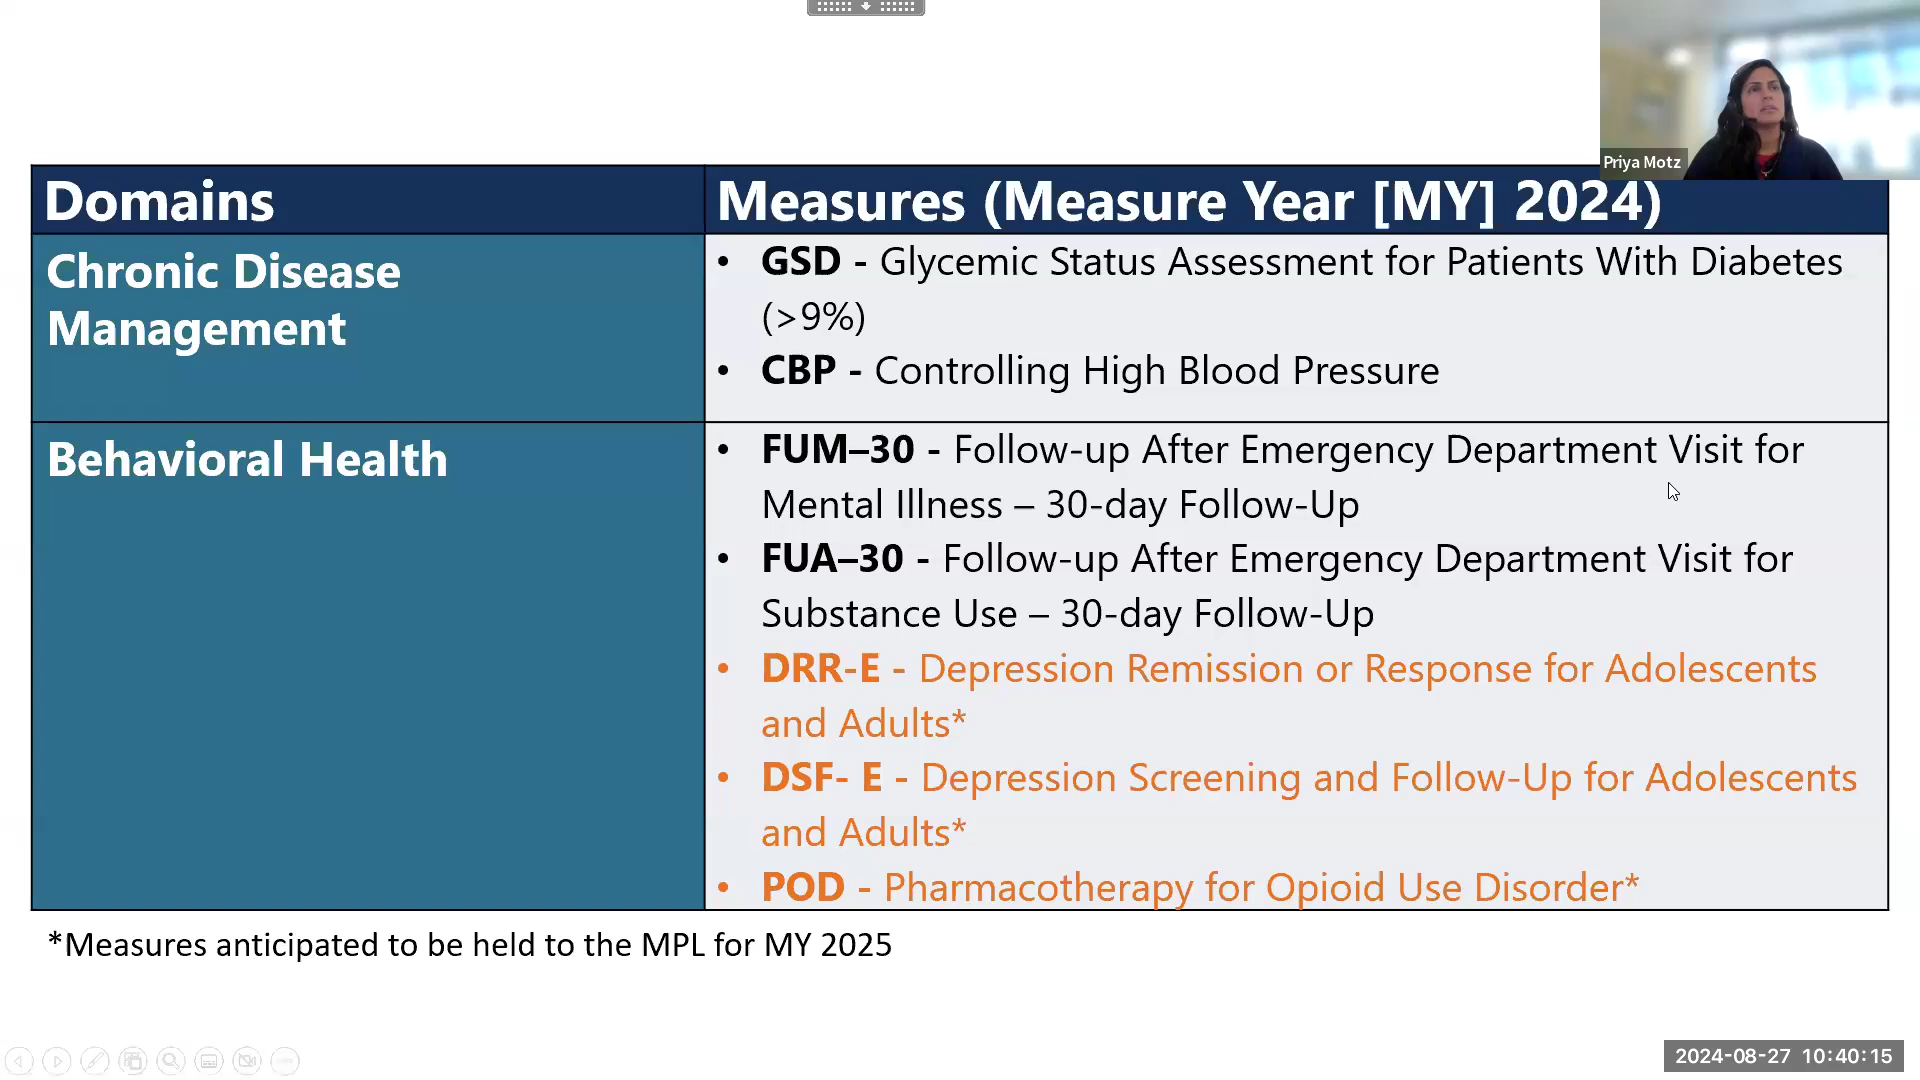 Priya Motz
Domains
Measures (Measure Year [MY] 2024)
Chronic Disease
Management
• GSD - Glycemic Status Assessment for Patients With Diabetes
(>9%)
• CBP - Controlling High Blood Pressure
Behavioral Health
• FUM–30 - Follow-up After Emergency Department Visit for
Mental Illness – 30-day Follow-Up
• FUA–30 - Follow-up After Emergency Department Visit for
Substance Use – 30-day Follow-Up
• DRR-E - Depression Remission or Response for Adolescents
and Adults*
• DSF- E - Depression Screening and Follow-Up for Adolescents
and Adults*
• POD - Pharmacotherapy for Opioid Use Disorder*
*Measures anticipated to be held to the MPL for MY 2025
2024-08-27 10:40:15